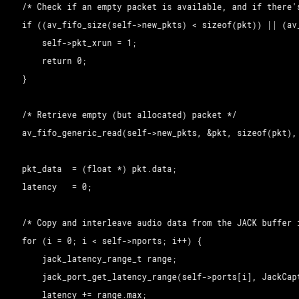 /* Check if an empty packet is available, and if there's
if ((av_fifo_size(self->new_pkts) < sizeof(pkt)) || (av_
self->pkt_xrun = 1;
return 0;
}
/* Retrieve empty (but allocated) packet */
av_fifo_generic_read(self->new_pkts, &pkt, sizeof(pkt),
pkt_data  = (float *) pkt.data;
latency   = 0;
/* Copy and interleave audio data from the JACK buffer i
for (i = 0; i < self->nports; i++) {
jack_latency_range_t range;
jack_port_get_latency_range(self->ports[i], JackCapt
latency += range.max;